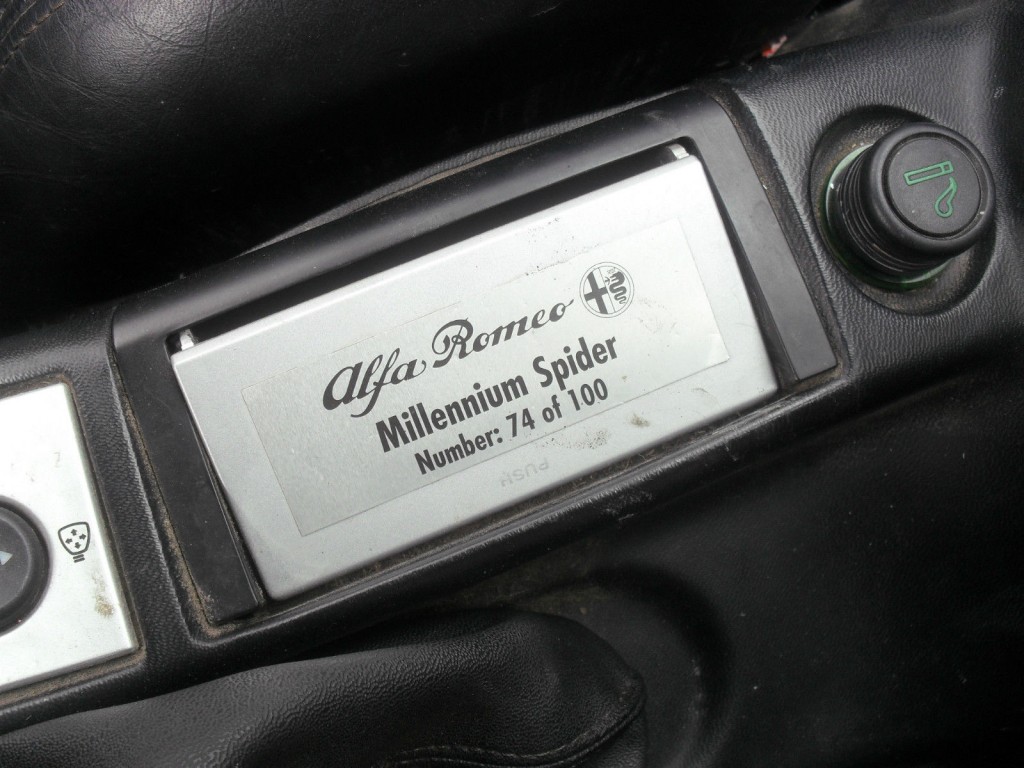 Alfa Romeo
Millennium Spider
Number: 74 of 100
PUSH